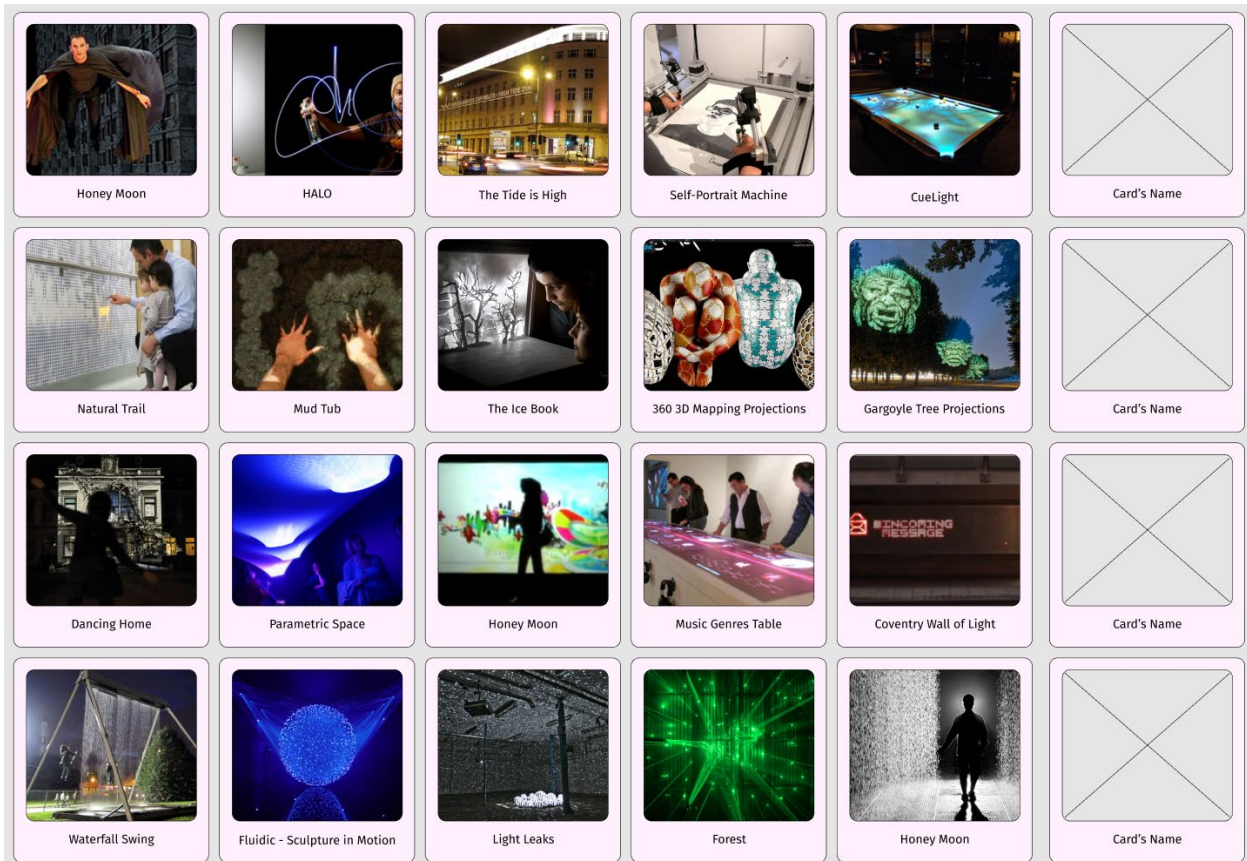 Honey Moon
HALO
The Tide is High
Self-Portrait Machine
CueLight
Card's Name
Natural Trail
Mud Tub
The Ice Book
360 3D Mapping Projections
Gargoyle Tree Projections
Card's Name
INCOMING
MESSAGE
Dancing Home
Parametric Space
Honey Moon
Music Genres Table
Coventry Wall of Light
Card's Name
Waterfall Swing
Fluidic - Sculpture in Motion
Light Leaks
Forest
Honey Moon
Card's Name